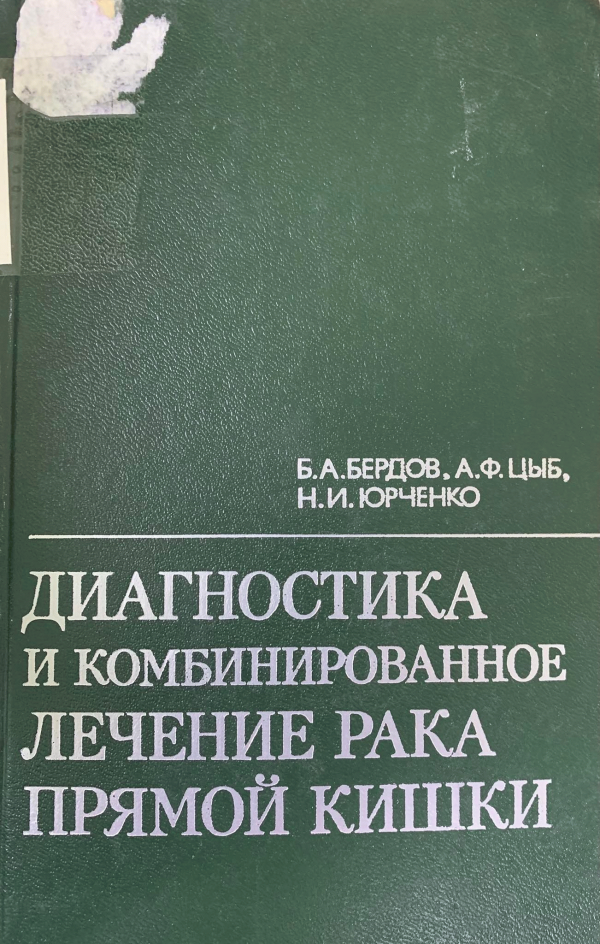 Б.А.БЕРДОВ, А.Ф.ЦЫБ,
Н.И.ЮРЧЕНКО
ДИАГНОСТИКА
И КОМБИНИРОВАННОЕ
ЛЕЧЕНИЕ РАКА
ПРЯМОЙ КИШКИ